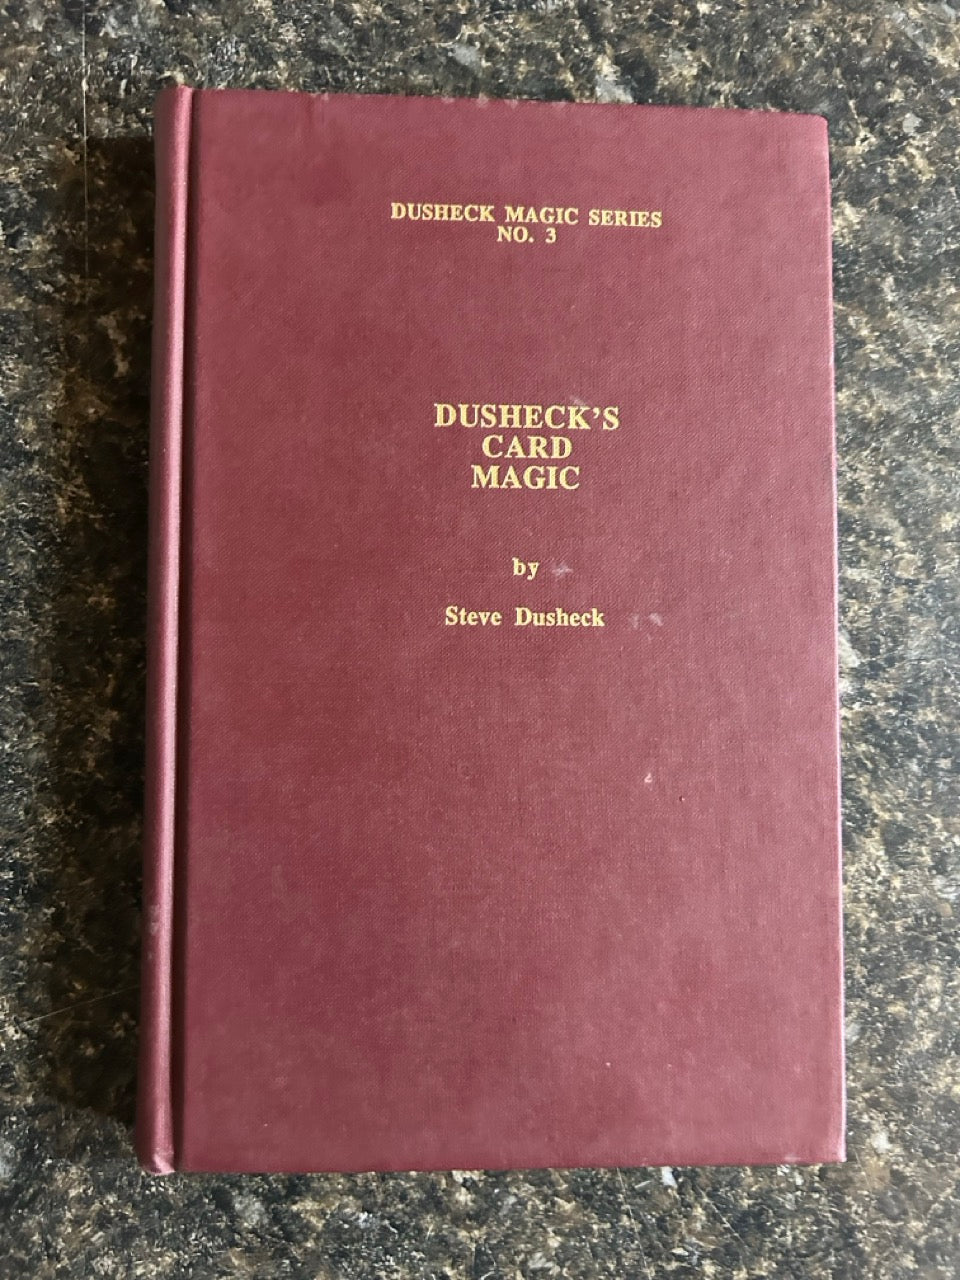 DUSHECK MAGIC SERIES
NO. 3
DUSHECK'S
CARD
MAGIC
by
Steve Dusheck